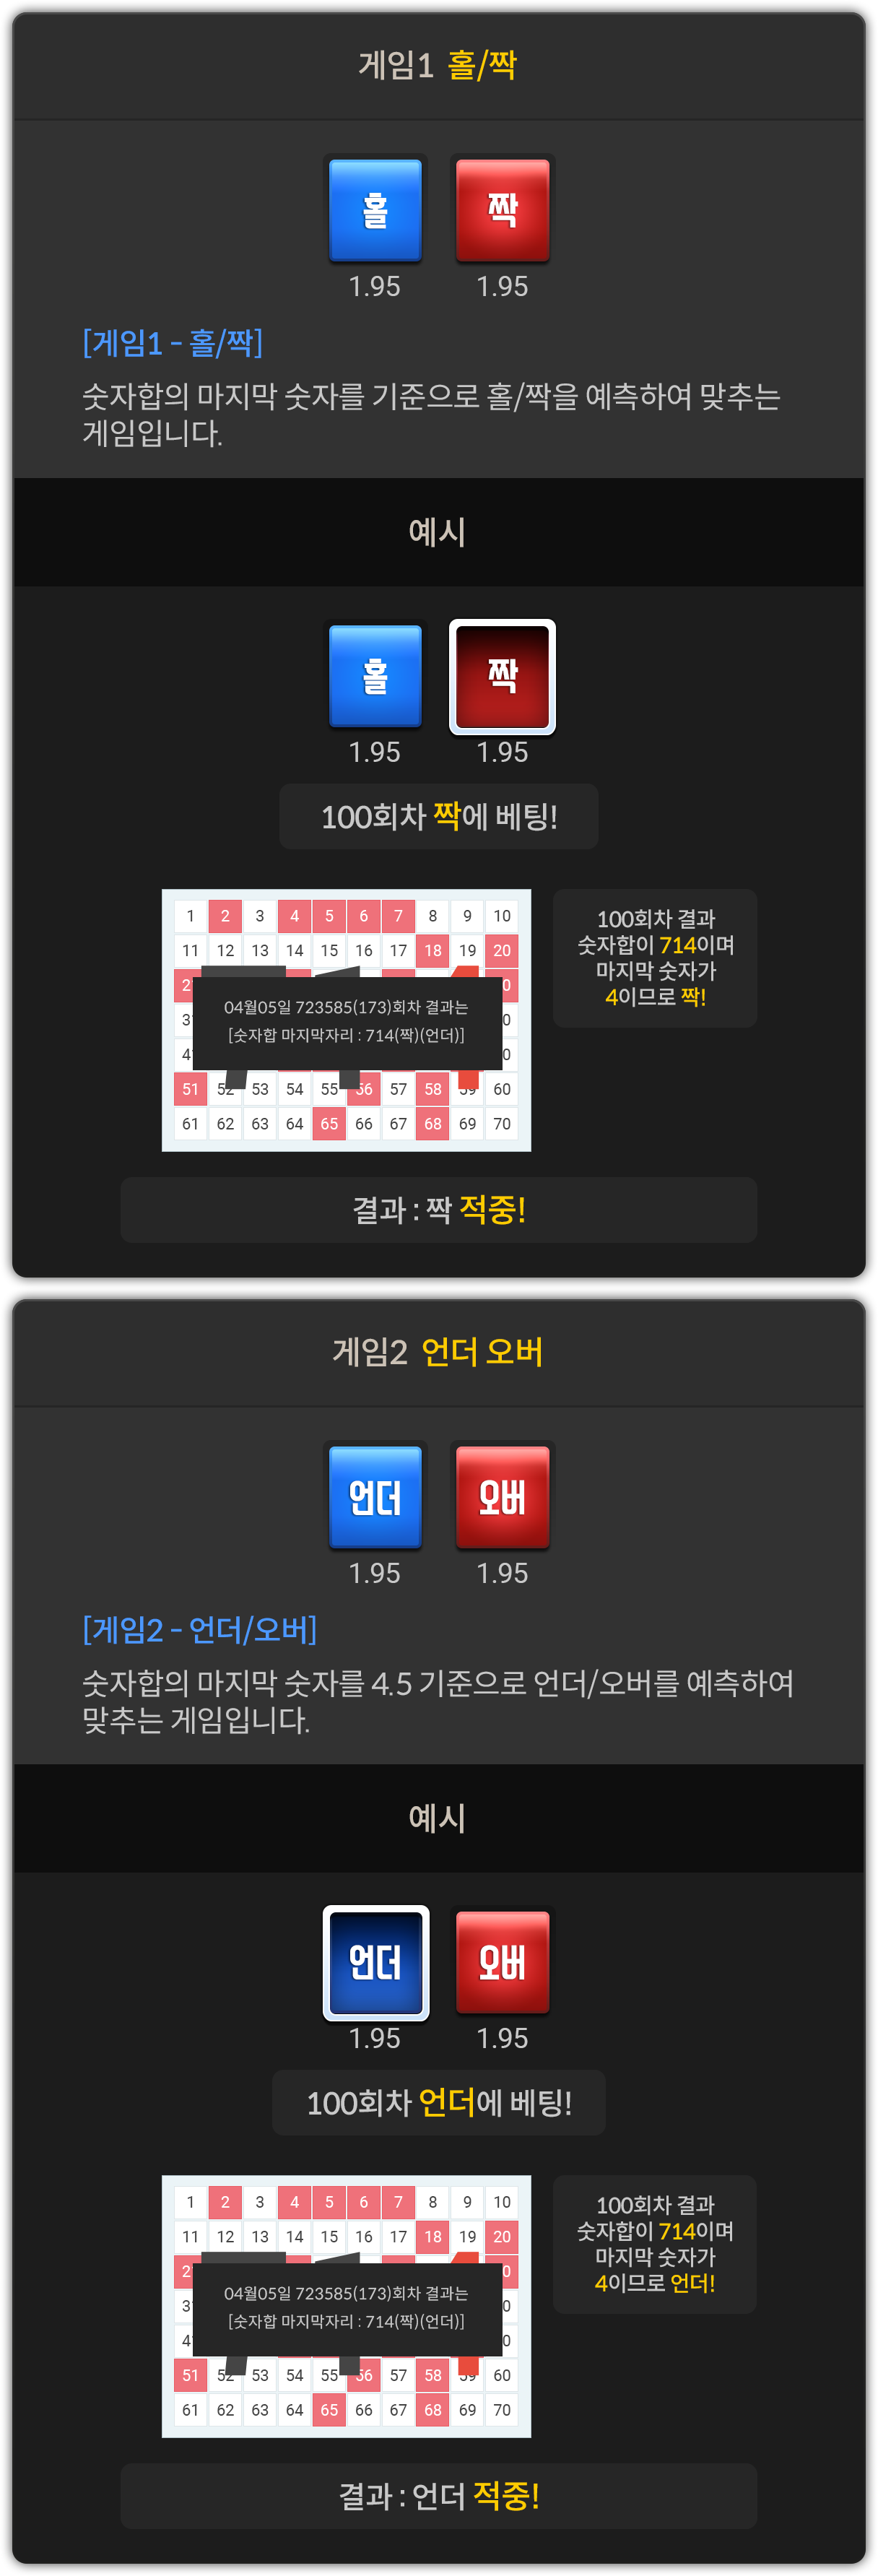 게임1 홀/짝
홀 짝
1.95 1.95
[게임1 - 홀/짝]
숫자합의 마지막 숫자를 기준으로 홀/짝을 예측하여 맞추는
게임입니다.
예시
홀 짝
1.95 1.95
100회차 짝에 베팅!
1 2 3 4 5 6 7 8 9 10
11 12 13 14 15 16 17 18 19 20
04월05일 723585(173)회차 결과는
[숫자합 마지막자리 : 714(짝)(언더)]
51 52 53 54 55 56 57 58 59 60
61 62 63 64 65 66 67 68 69 70
100회차 결과
숫자합이 714이며
마지막 숫자가
4이므로 짝!
결과 : 짝 적중!
게임2 언더 오버
언더 오버
1.95 1.95
[게임2 - 언더/오버]
숫자합의 마지막 숫자를 4.5 기준으로 언더/오버를 예측하여
맞추는 게임입니다.
예시
언더 오버
1.95 1.95
100회차 언더에 베팅!
1 2 3 4 5 6 7 8 9 10
11 12 13 14 15 16 17 18 19 20
04월05일 723585(173)회차 결과는
[숫자합 마지막자리 : 714(짝)(언더)]
51 52 53 54 55 56 57 58 59 60
61 62 63 64 65 66 67 68 69 70
100회차 결과
숫자합이 714이며
마지막 숫자가
4이므로 언더!
결과 : 언더 적중!